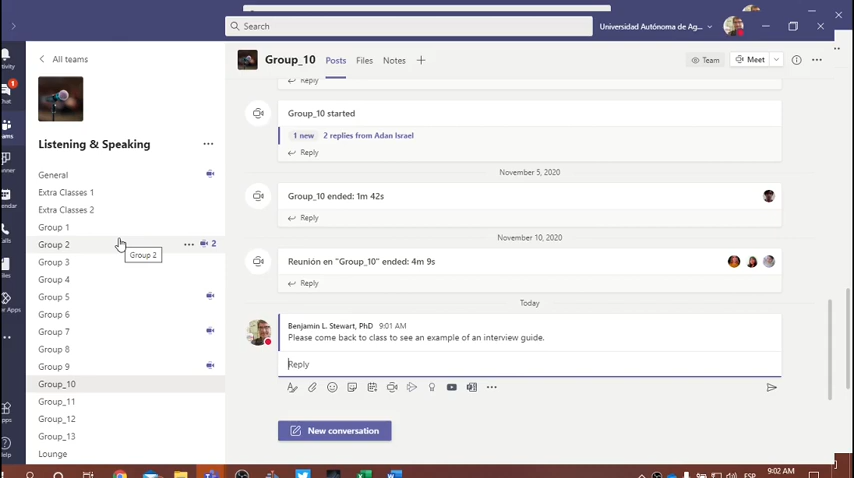 Search
Universidad Autónoma de Ag...
All teams
Listening & Speaking
General
Extra Classes 1
Extra Classes 2
Group 1
Group 2
2
Group 2
Group 3
Group 4
Group 5
Group 6
Group 7
Group 8
Group 9
Group_10
Group_11
Group_12
Group_13
Lounge
Group_10 Posts Files Notes
Team
Meet
Reply
Group_10 started
1 new 2 replies from Adan Israel
Reply
November 5, 2020
Group_10 ended: 1m 42s
Reply
November 10, 2020
Reunión en "Group_10" ended: 4m 9s
Reply
Today
Benjamin L. Stewart, PhD 9:01 AM
Please come back to class to see an example of an interview guide.
Reply
New conversation
ESP
9:02 AM